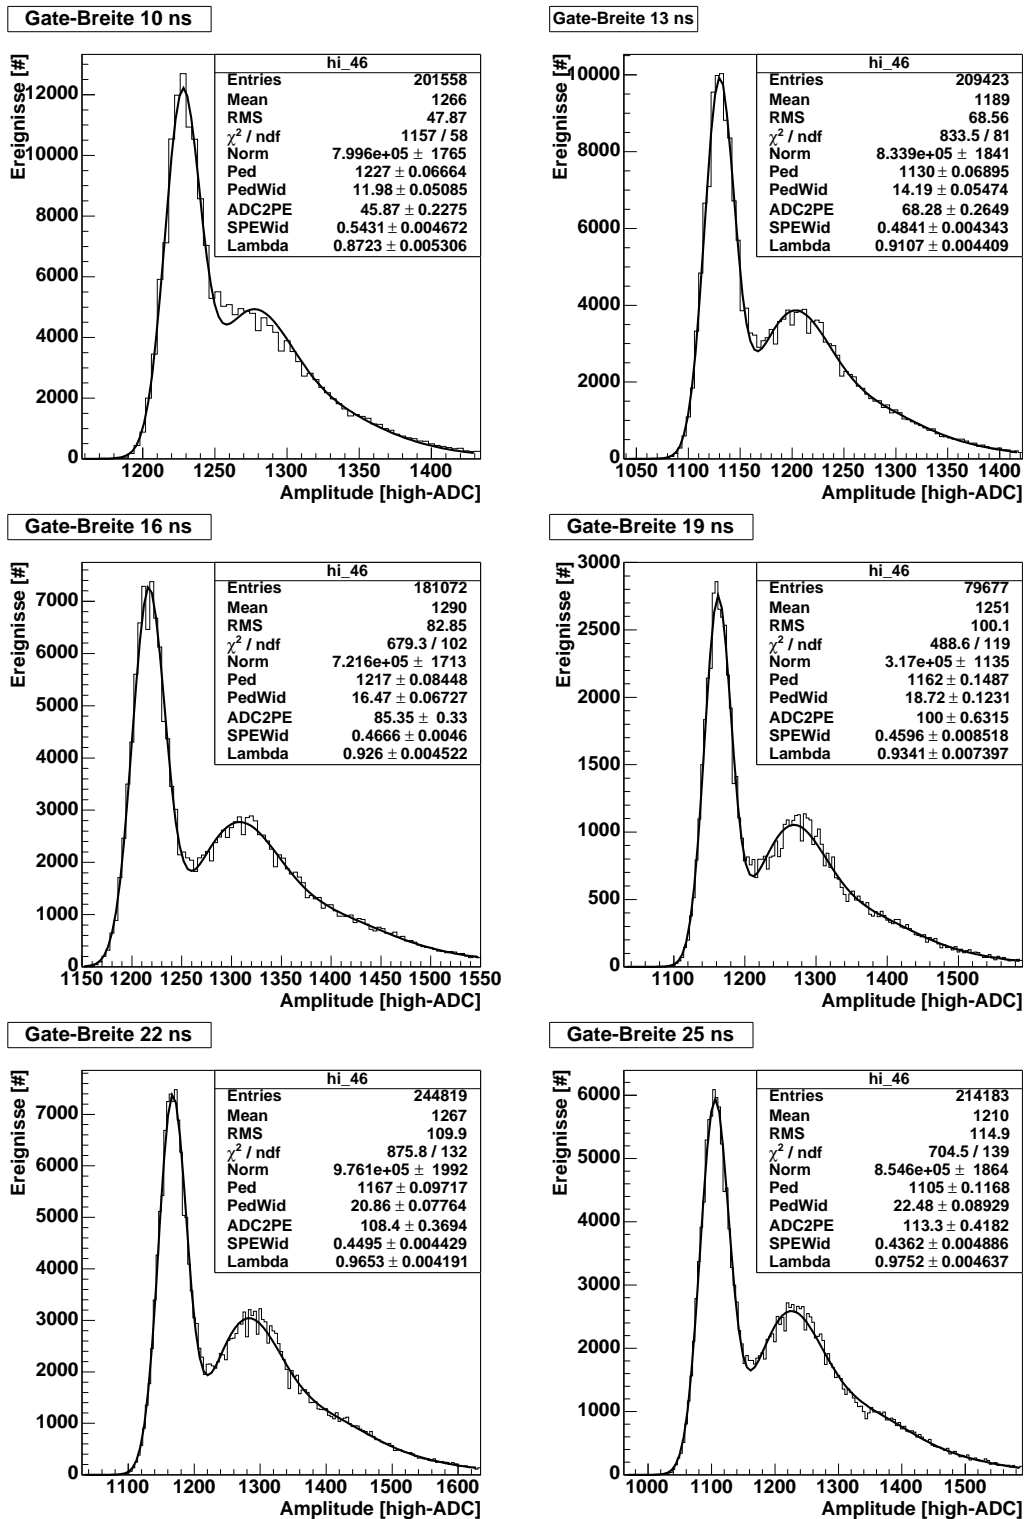 Gate-Breite 10 ns
Ereignisse [#]
hi_46
Entries 201558
Mean 1266
RMS 47.87
χ² / ndf 1157 / 58
Norm 7.996e+05 ± 1765
Ped 1227 ± 0.06664
PedWid 11.98 ± 0.05085
ADC2PE 45.87 ± 0.2275
SPEWid 0.5431 ± 0.004672
Lambda 0.8723 ± 0.005306
12000
10000
8000
6000
4000
2000
0
1200 1250 1300 1350 1400
Amplitude [high-ADC]
Gate-Breite 13 ns
Ereignisse [#]
hi_46
Entries 209423
Mean 1189
RMS 68.56
χ² / ndf 833.5 / 81
Norm 8.339e+05 ± 1841
Ped 1130 ± 0.06895
PedWid 14.19 ± 0.05474
ADC2PE 68.28 ± 0.2649
SPEWid 0.4841 ± 0.004343
Lambda 0.9107 ± 0.004409
10000
8000
6000
4000
2000
0
1050 1100 1150 1200 1250 1300 1350 1400
Amplitude [high-ADC]
Gate-Breite 16 ns
Ereignisse [#]
hi_46
Entries 181072
Mean 1290
RMS 82.85
χ² / ndf 679.3 / 102
Norm 7.216e+05 ± 1713
Ped 1217 ± 0.08448
PedWid 16.47 ± 0.06727
ADC2PE 85.35 ± 0.33
SPEWid 0.4666 ± 0.0046
Lambda 0.926 ± 0.004522
7000
6000
5000
4000
3000
2000
1000
0
1150 1200 1250 1300 1350 1400 1450 1500 1550
Amplitude [high-ADC]
Gate-Breite 19 ns
Ereignisse [#]
hi_46
Entries 79677
Mean 1251
RMS 100.1
χ² / ndf 488.6 / 119
Norm 3.17e+05 ± 1135
Ped 1162 ± 0.1487
PedWid 18.72 ± 0.1231
ADC2PE 100 ± 0.6315
SPEWid 0.4596 ± 0.008518
Lambda 0.9341 ± 0.007397
3000
2500
2000
1500
1000
500
0
1100 1200 1300 1400 1500
Amplitude [high-ADC]
Gate-Breite 22 ns
Ereignisse [#]
hi_46
Entries 244819
Mean 1267
RMS 109.9
χ² / ndf 875.8 / 132
Norm 9.761e+05 ± 1992
Ped 1167 ± 0.09717
PedWid 20.86 ± 0.07764
ADC2PE 108.4 ± 0.3694
SPEWid 0.4495 ± 0.004429
Lambda 0.9653 ± 0.004191
7000
6000
5000
4000
3000
2000
1000
0
1100 1200 1300 1400 1500 1600
Amplitude [high-ADC]
Gate-Breite 25 ns
Ereignisse [#]
hi_46
Entries 214183
Mean 1210
RMS 114.9
χ² / ndf 704.5 / 139
Norm 8.546e+05 ± 1864
Ped 1105 ± 0.1168
PedWid 22.48 ± 0.08929
ADC2PE 113.3 ± 0.4182
SPEWid 0.4362 ± 0.004886
Lambda 0.9752 ± 0.004637
6000
5000
4000
3000
2000
1000
0
1000 1100 1200 1300 1400 1500
Amplitude [high-ADC]